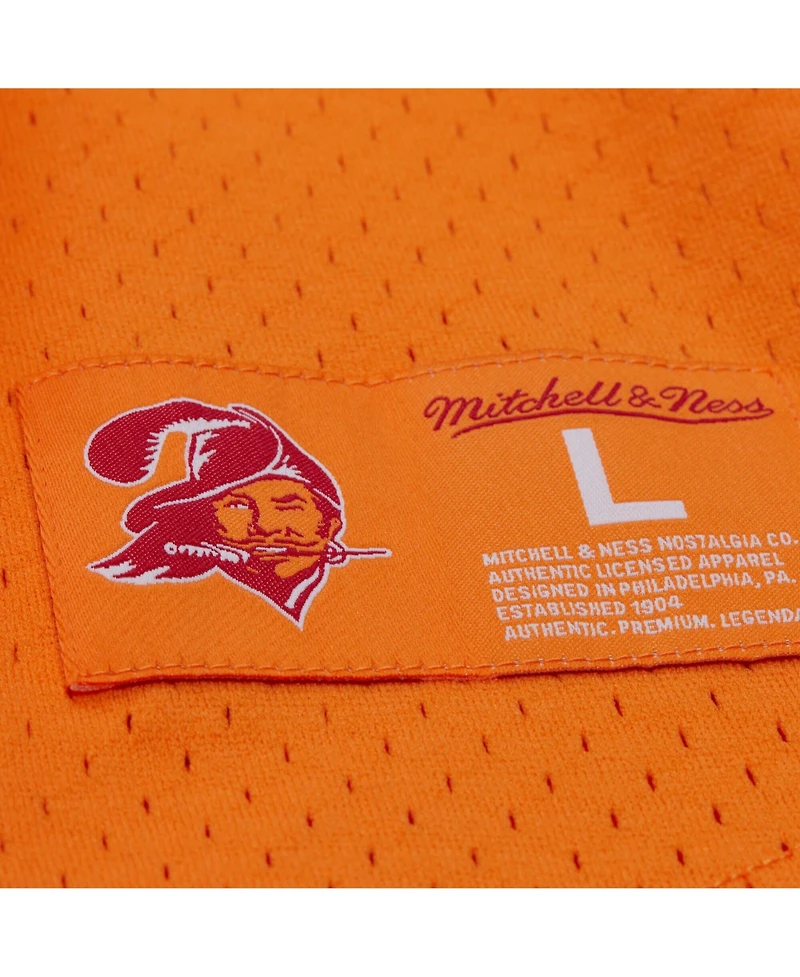 Mitchell & Ness
L
MITCHELL & NESS NOSTALGIA CO.
AUTHENTIC LICENSED APPAREL
DESIGNED IN PHILADELPHIA, PA.
ESTABLISHED 1904
AUTHENTIC. PREMIUM. LEGENDA